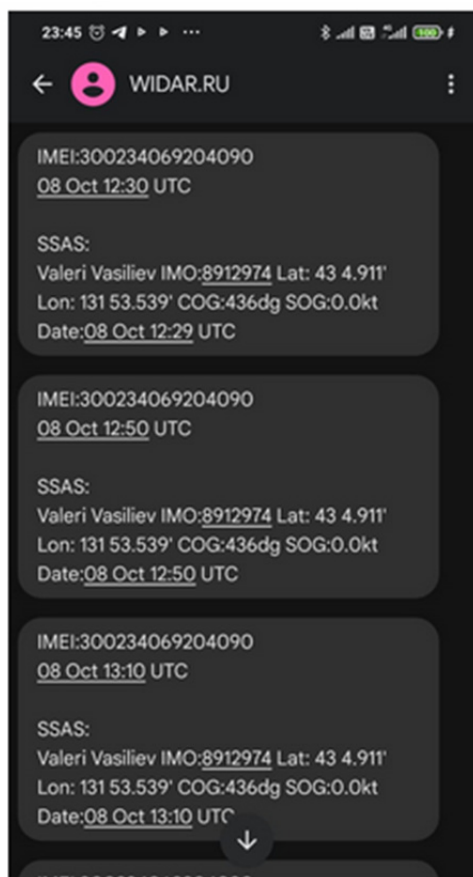 23:45
WIDAR.RU
IMEI:300234069204090
08 Oct 12:30 UTC
SSAS:
Valeri Vasiliev IMO:8912974 Lat: 43 4.911'
Lon: 131 53.539' COG:436dg SOG:0.0kt
Date:08 Oct 12:29 UTC
IMEI:300234069204090
08 Oct 12:50 UTC
SSAS:
Valeri Vasiliev IMO:8912974 Lat: 43 4.911'
Lon: 131 53.539' COG:436dg SOG:0.0kt
Date:08 Oct 12:50 UTC
IMEI:300234069204090
08 Oct 13:10 UTC
SSAS:
Valeri Vasiliev IMO:8912974 Lat: 43 4.911'
Lon: 131 53.539' COG:436dg SOG:0.0kt
Date:08 Oct 13:10 UTC